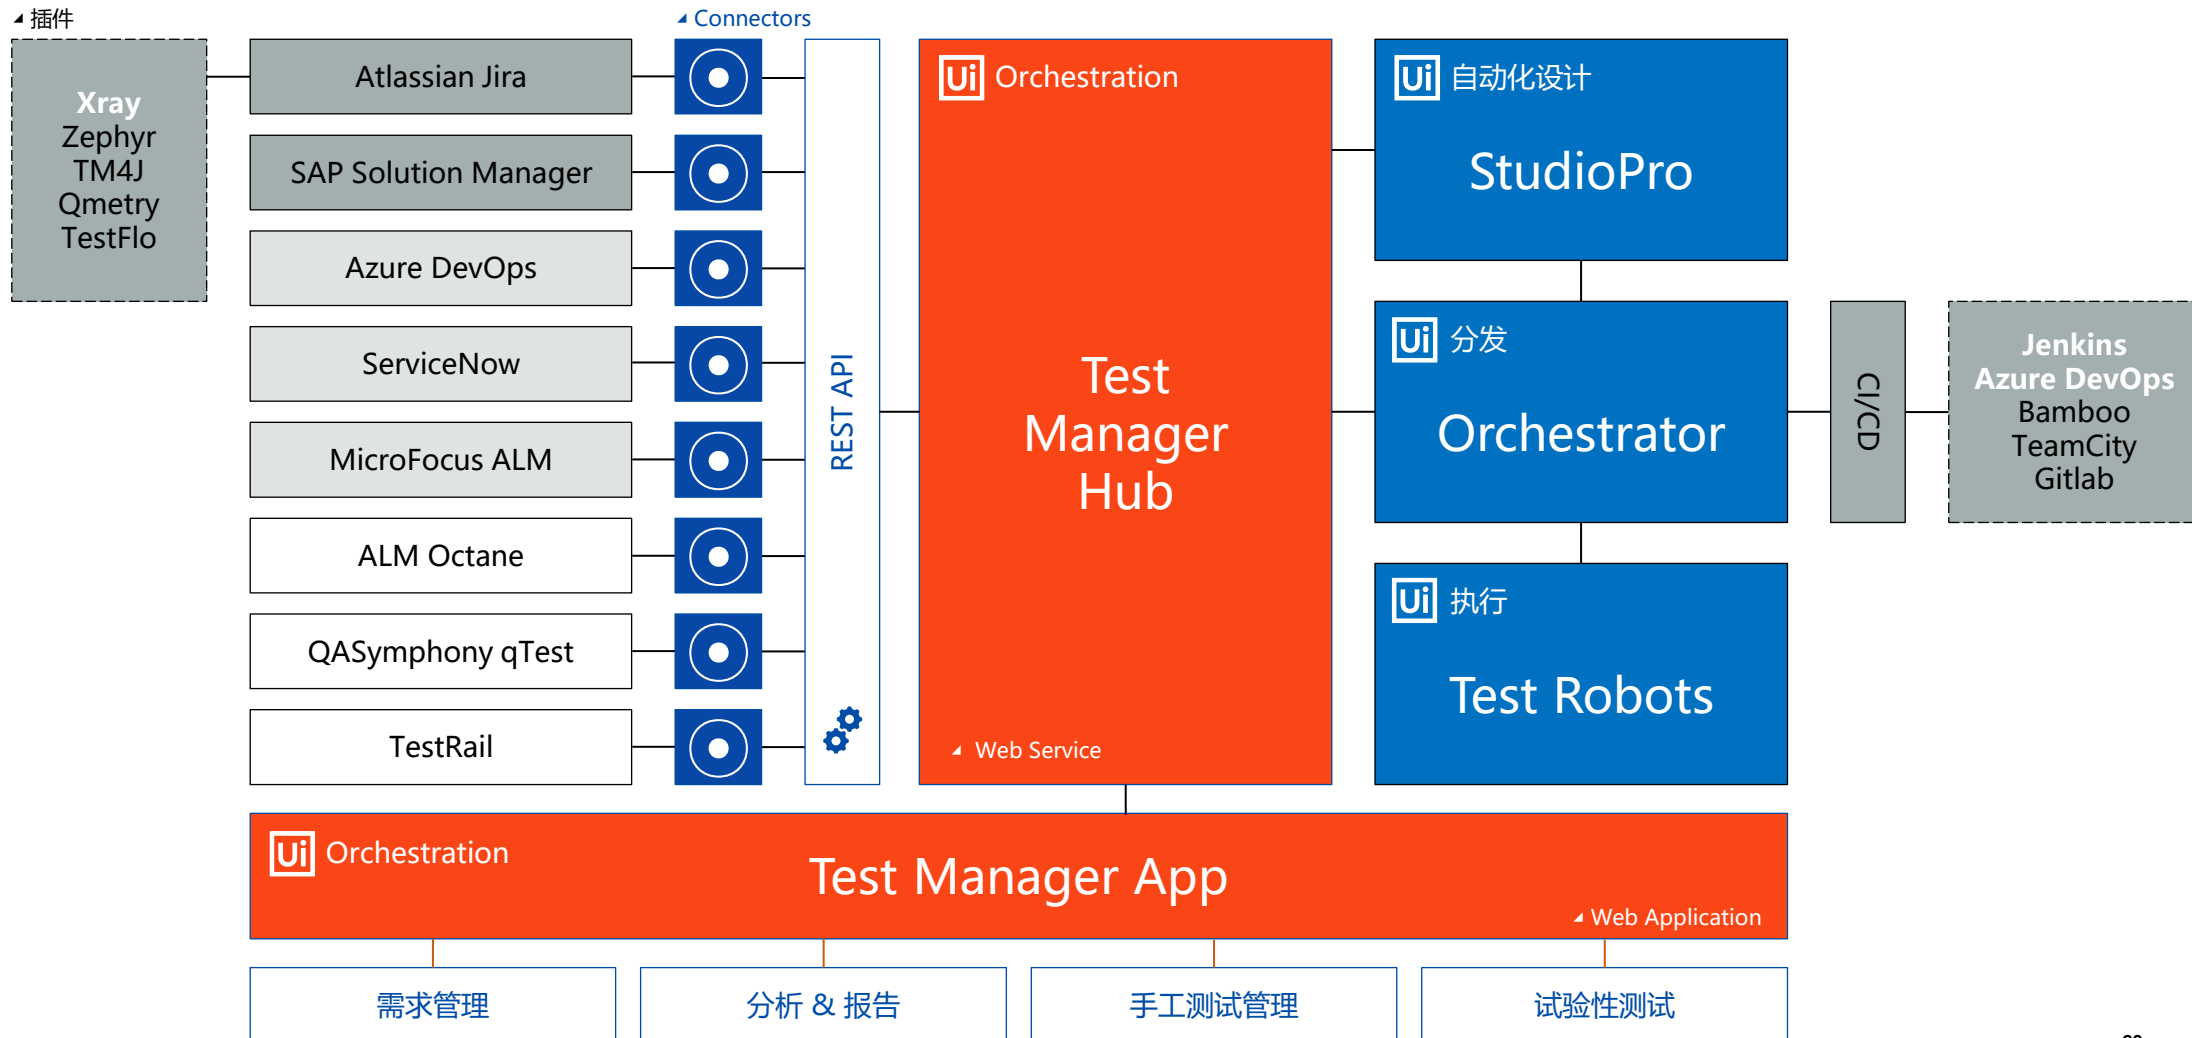 插件
Connectors
Xray
Zephyr
TM4J
Qmetry
TestFlo
Atlassian Jira
SAP Solution Manager
Azure DevOps
ServiceNow
MicroFocus ALM
ALM Octane
QASymphony qTest
TestRail
REST API
Ui Orchestration
Test
Manager
Hub
Web Service
Ui 自动化设计
StudioPro
Ui 分发
Orchestrator
Ui 执行
Test Robots
CI/CD
Jenkins
Azure DevOps
Bamboo
TeamCity
Gitlab
Ui Orchestration
Test Manager App
Web Application
需求管理
分析 & 报告
手工测试管理
试验性测试